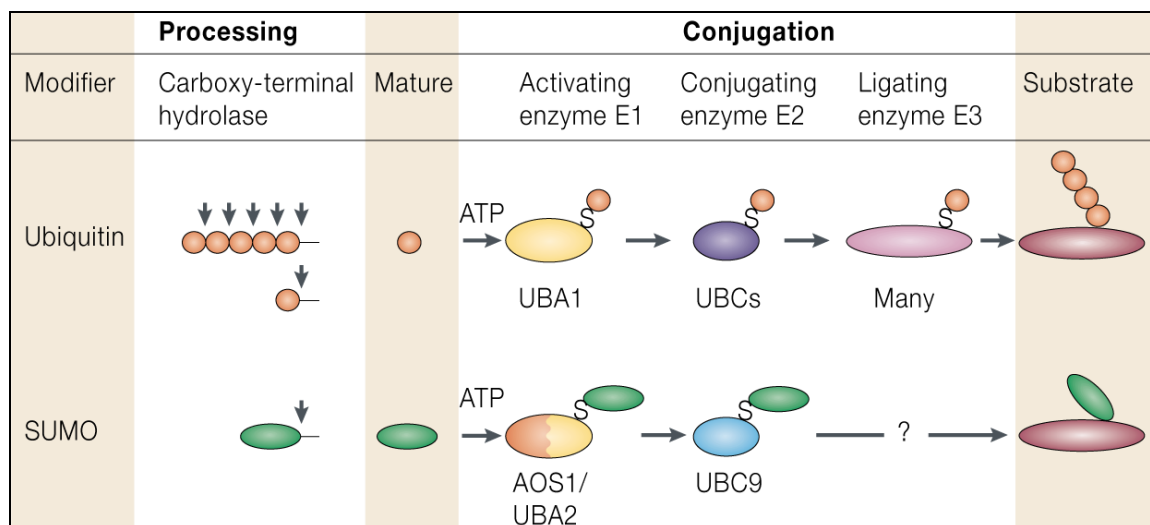 Processing Conjugation
Modifier Carboxy-terminal Mature Activating Conjugating Ligating Substrate
hydrolase enzyme E1 enzyme E2 enzyme E3
ATP S S S
Ubiquitin
UBA1 UBCs Many
ATP S S
SUMO ?
AOS1/ UBC9
UBA2